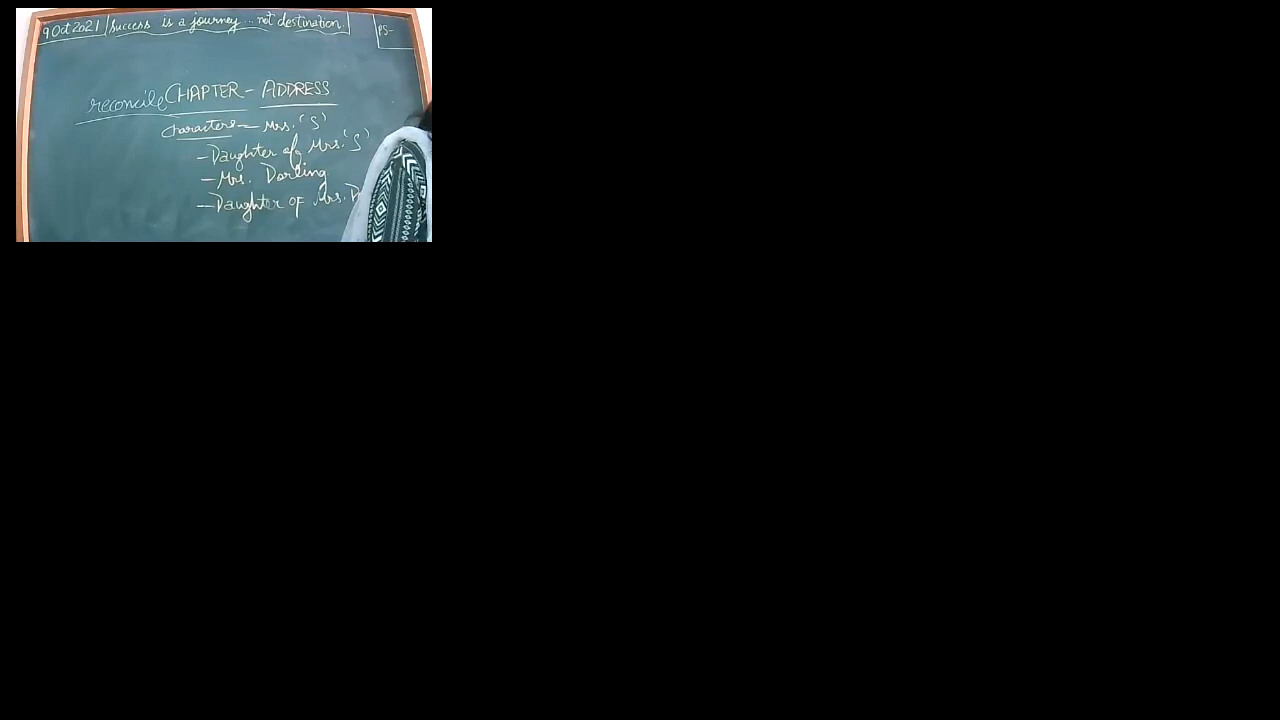 9 Oct 2021 Success is a journey... not destination.
PS-
reconcile CHAPTER - ADDRESS
Characters - Mrs. 'S'
- Daughter of Mrs. 'S'
- Mrs. Dorling
- Daughter of Mrs. D